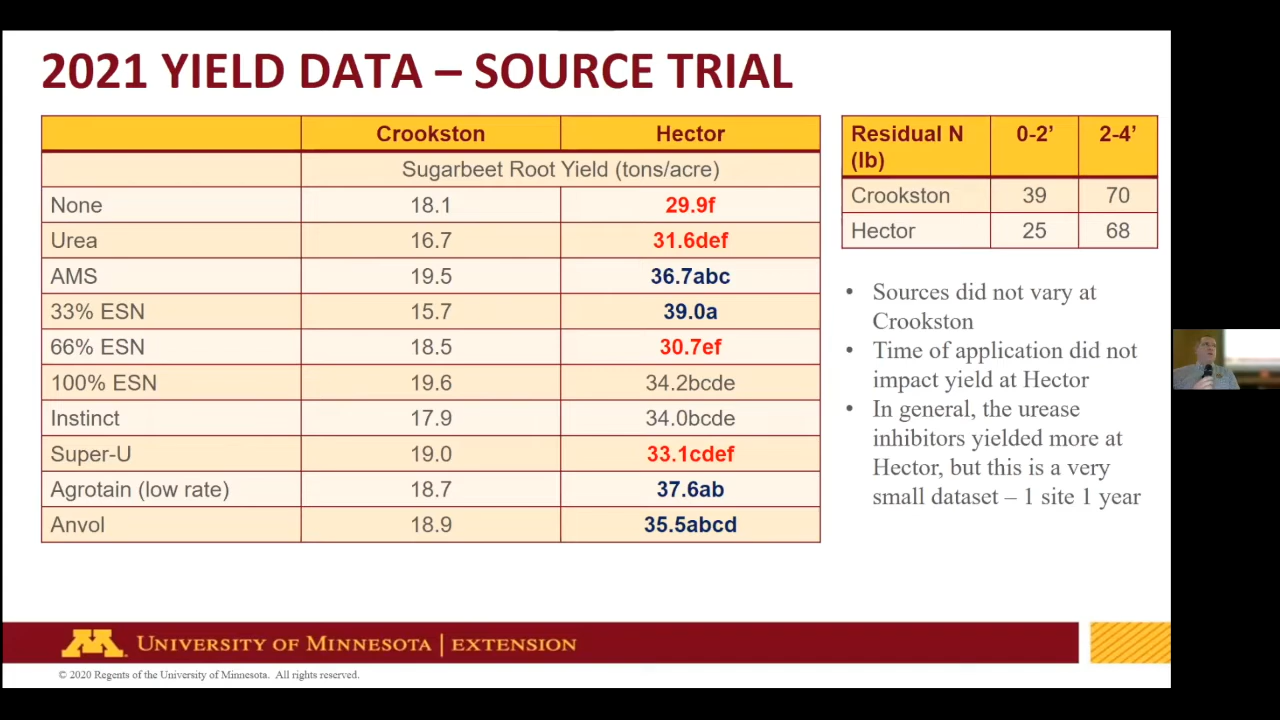 2021 YIELD DATA – SOURCE TRIAL
Crookston Hector
Sugarbeet Root Yield (tons/acre)
None 18.1 29.9f
Urea 16.7 31.6def
AMS 19.5 36.7abc
33% ESN 15.7 39.0a
66% ESN 18.5 30.7ef
100% ESN 19.6 34.2bcde
Instinct 17.9 34.0bcde
Super-U 19.0 33.1cdef
Agrotain (low rate) 18.7 37.6ab
Anvol 18.9 35.5abcd
Residual N 0-2’ 2-4’
(lb)
Crookston 39 70
Hector 25 68
• Sources did not vary at
Crookston
• Time of application did not
impact yield at Hector
• In general, the urease
inhibitors yielded more at
Hector, but this is a very
small dataset – 1 site 1 year
M UNIVERSITY OF MINNESOTA | EXTENSION
© 2020 Regents of the University of Minnesota. All rights reserved.